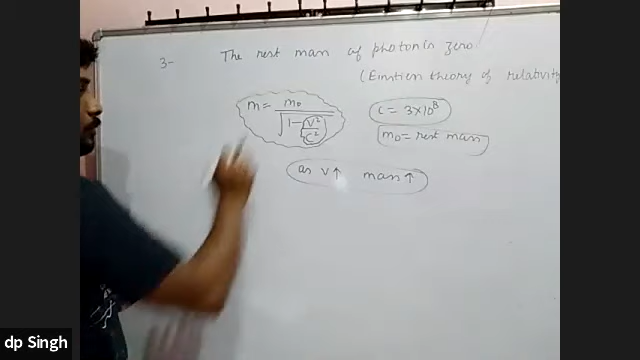 3- The rest mass of photon is zero
(Einstien theory of relativity
m = m₀ / √(1 - v²/c²)
c = 3×10⁸
m₀ = rest mass
as v↑ mass ↑
dp Singh